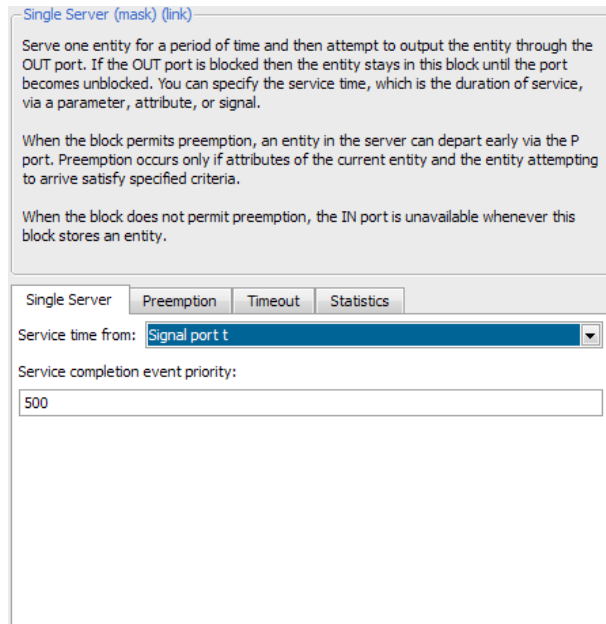 Single Server (mask) (link)
Serve one entity for a period of time and then attempt to output the entity through the
OUT port. If the OUT port is blocked then the entity stays in this block until the port
becomes unblocked. You can specify the service time, which is the duration of service,
via a parameter, attribute, or signal.
When the block permits preemption, an entity in the server can depart early via the P
port. Preemption occurs only if attributes of the current entity and the entity attempting
to arrive satisfy specified criteria.
When the block does not permit preemption, the IN port is unavailable whenever this
block stores an entity.
Single Server Preemption Timeout Statistics
Service time from: Signal port t
Service completion event priority:
500